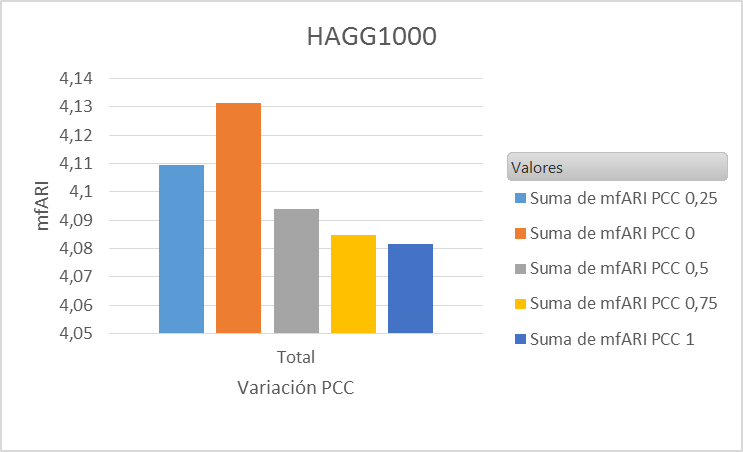 HAGG1000
4,14
4,13
4,12
4,11
4,1
4,09
4,08
4,07
4,06
4,05
mfARI
Total
Variación PCC
Valores
Suma de mfARI PCC 0,25
Suma de mfARI PCC 0
Suma de mfARI PCC 0,5
Suma de mfARI PCC 0,75
Suma de mfARI PCC 1